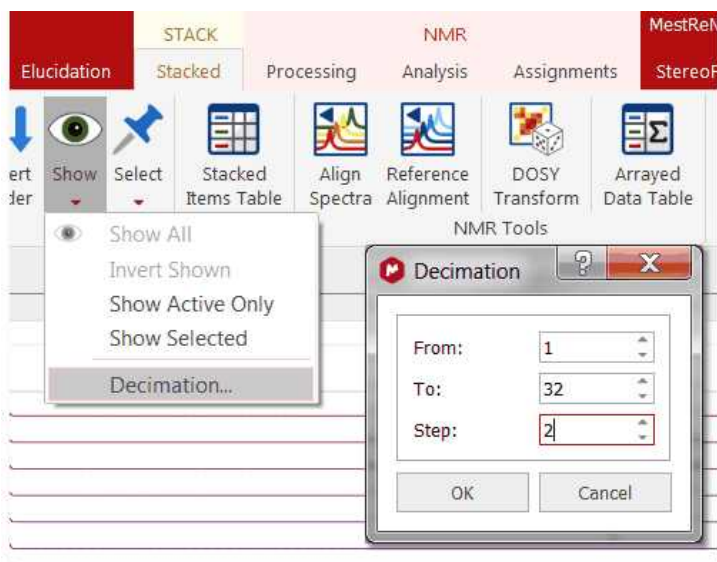 STACK NMR MestReN
Elucidation Stacked Processing Analysis Assignments StereoF
ert Show Select Stacked Align Reference DOSY Arrayed
der Items Table Spectra Alignment Transform Data Table
NMR Tools
Show All
Invert Shown
Show Active Only
Show Selected
Decimation...
Decimation
From: 1
To: 32
Step: 2
OK Cancel